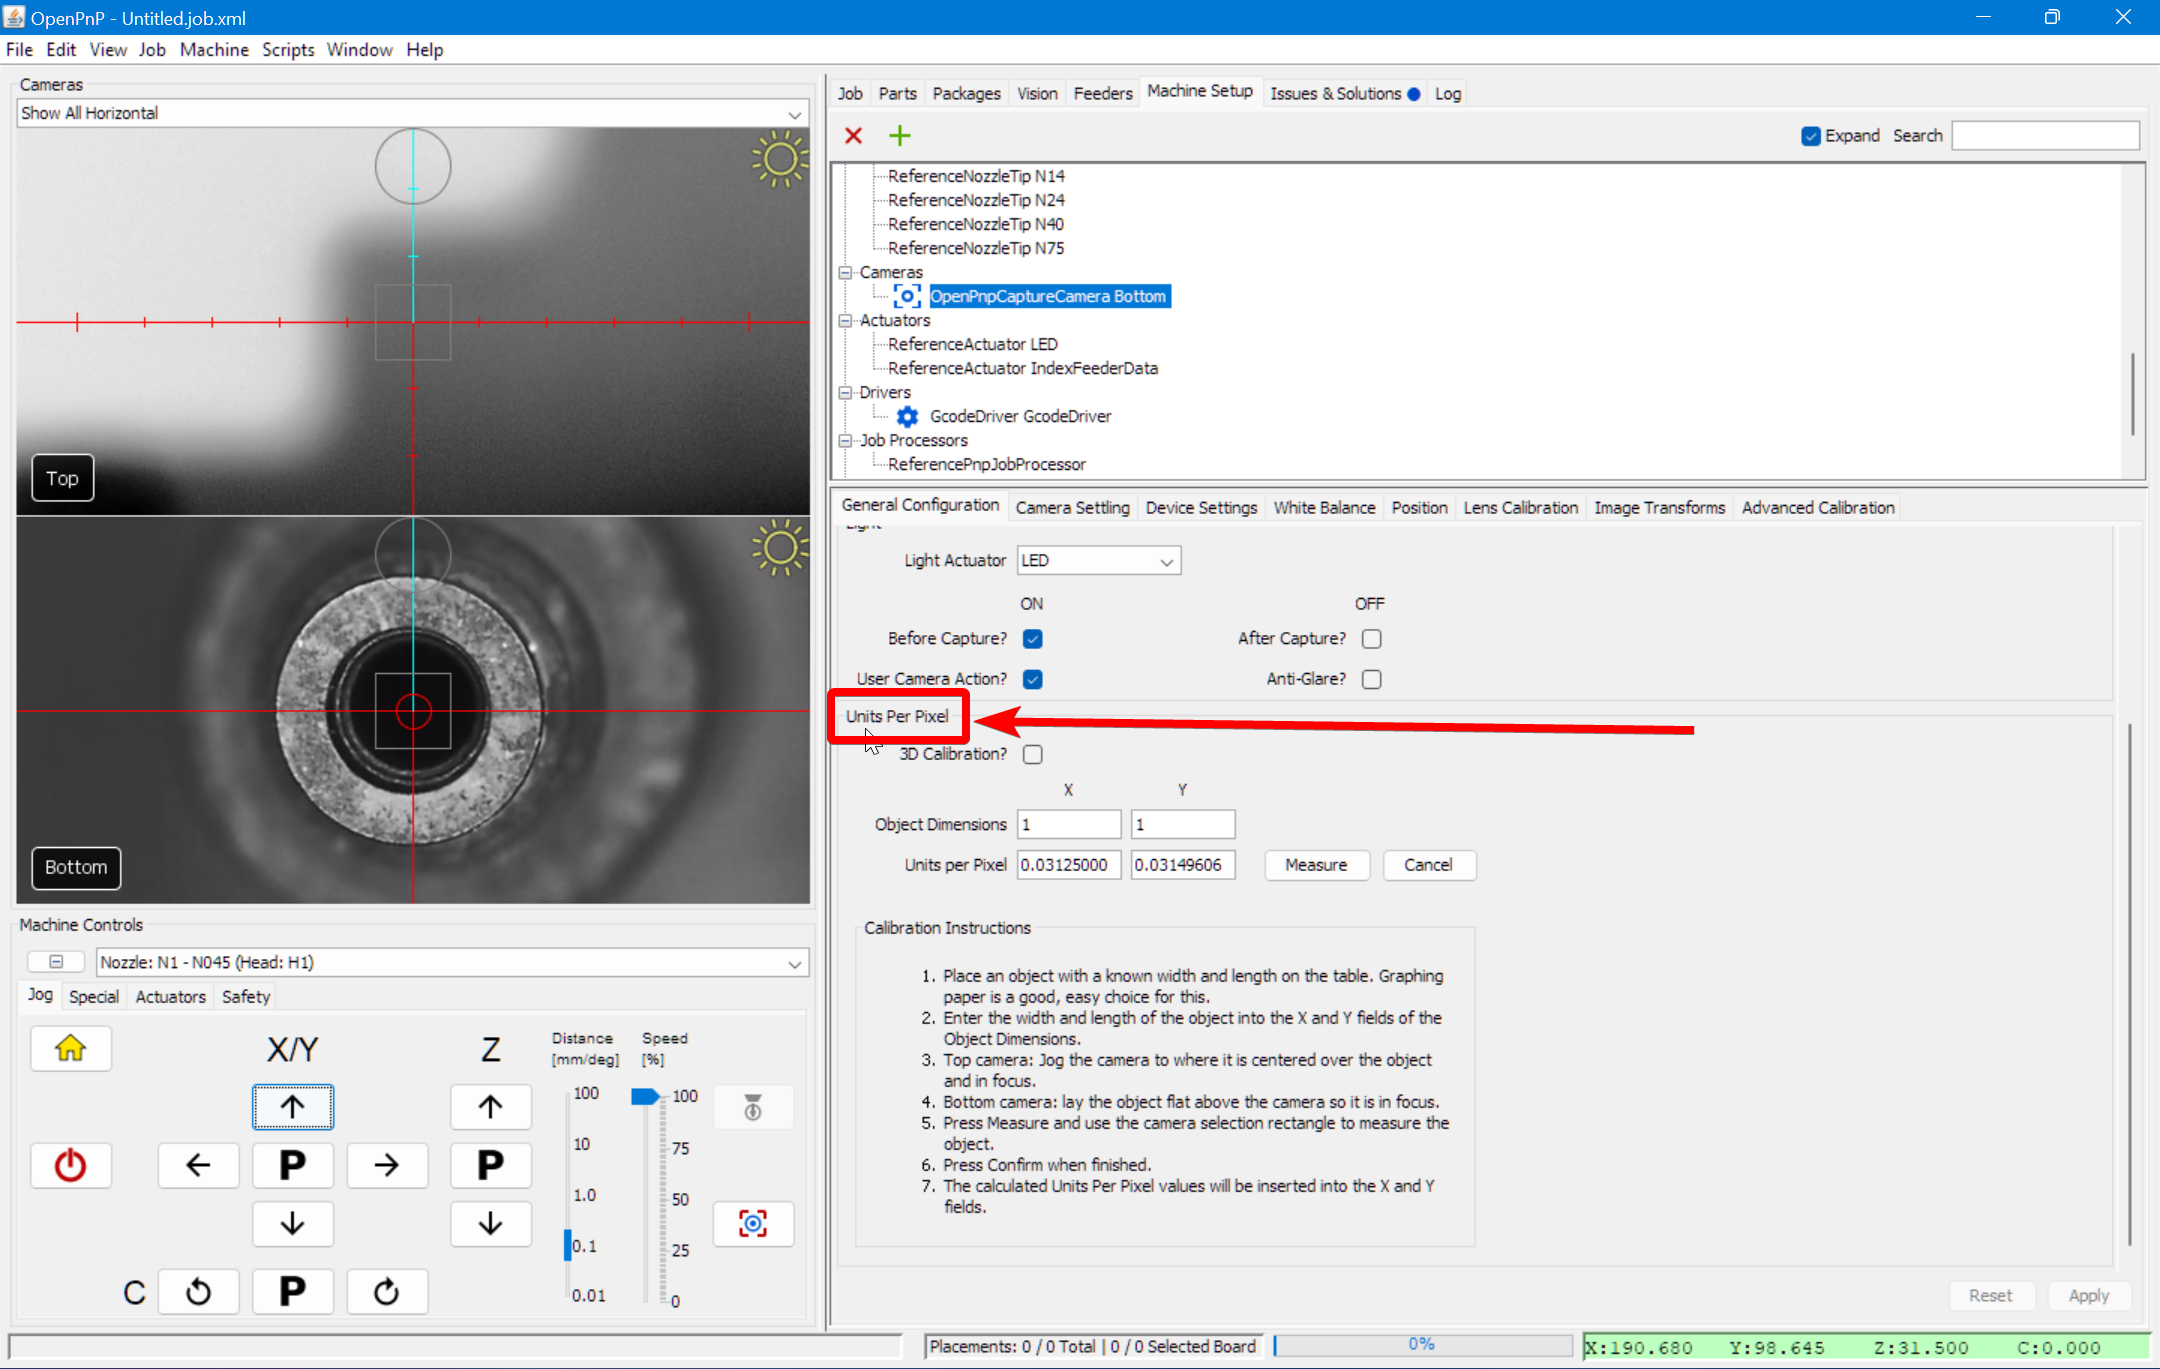 OpenPnP - Untitled.job.xml
File Edit View Job Machine Scripts Window Help
Cameras
Show All Horizontal
Top
Bottom
Machine Controls
Nozzle: N1 - N045 (Head: H1)
Jog Special Actuators Safety
X/Y Z Distance [mm/deg] Speed [%]
100 100
10 75
P P
1.0 50
0.1 25
0.01 0
C P
Job Parts Packages Vision Feeders Machine Setup Issues & Solutions Log
Expand Search
ReferenceNozzleTip N14
ReferenceNozzleTip N24
ReferenceNozzleTip N40
ReferenceNozzleTip N75
Cameras
OpenPnpCaptureCamera Bottom
Actuators
ReferenceActuator LED
ReferenceActuator IndexFeederData
Drivers
GcodeDriver GcodeDriver
Job Processors
ReferencePnpJobProcessor
General Configuration Camera Settling Device Settings White Balance Position Lens Calibration Image Transforms Advanced Calibration
Light
Light Actuator LED
ON OFF
Before Capture? After Capture?
User Camera Action? Anti-Glare?
Units Per Pixel
3D Calibration?
X Y
Object Dimensions 1 1
Units per Pixel 0.03125000 0.03149606 Measure Cancel
Calibration Instructions
1. Place an object with a known width and length on the table. Graphing
paper is a good, easy choice for this.
2. Enter the width and length of the object into the X and Y fields of the
Object Dimensions.
3. Top camera: Jog the camera to where it is centered over the object
and in focus.
4. Bottom camera: lay the object flat above the camera so it is in focus.
5. Press Measure and use the camera selection rectangle to measure the
object.
6. Press Confirm when finished.
7. The calculated Units Per Pixel values will be inserted into the X and Y
fields.
Reset Apply
Placements: 0 / 0 Total | 0 / 0 Selected Board 0% X:190.680 Y:98.645 Z:31.500 C:0.000